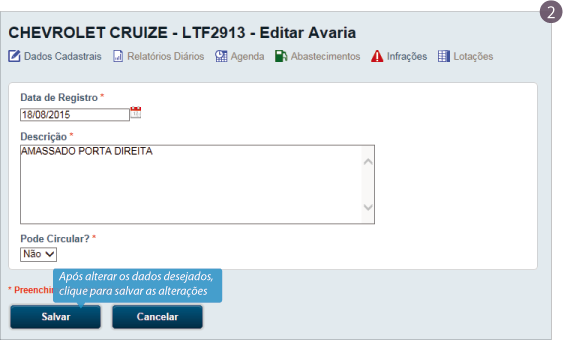 2
CHEVROLET CRUIZE - LTF2913 - Editar Avaria
Dados Cadastrais Relatórios Diários Agenda Abastecimentos Infrações Lotações
Data de Registro *
18/08/2015
Descrição *
AMASSADO PORTA DIREITA
Pode Circular? *
Não
Após alterar os dados desejados,
clique para salvar as alterações
* Preenchi
Salvar Cancelar